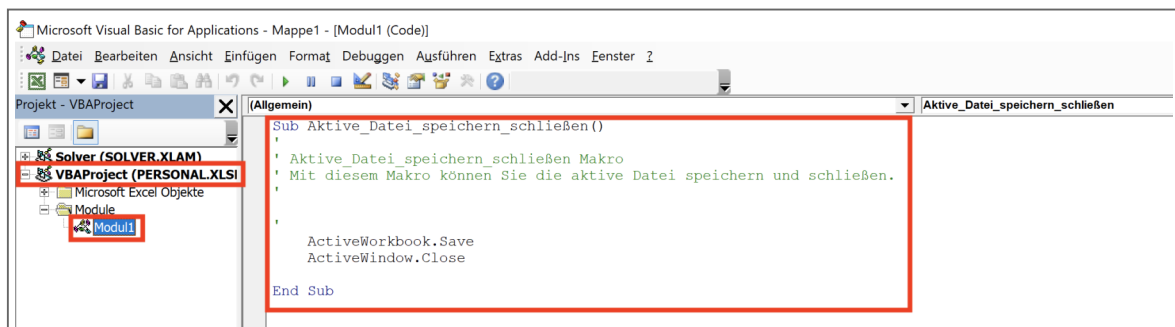 Microsoft Visual Basic for Applications - Mappe1 - [Modul1 (Code)]
Datei Bearbeiten Ansicht Einfügen Format Debuggen Ausführen Extras Add-Ins Fenster ?
Projekt - VBAProject
(Allgemein)
Aktive_Datei_speichern_schließen
Solver (SOLVER.XLAM)
VBAProject (PERSONAL.XLS
Microsoft Excel Objekte
Module
Modul1
Sub Aktive_Datei_speichern_schließen()
'
' Aktive_Datei_speichern_schließen Makro
' Mit diesem Makro können Sie die aktive Datei speichern und schließen.
'
'
ActiveWorkbook.Save
ActiveWindow.Close
End Sub